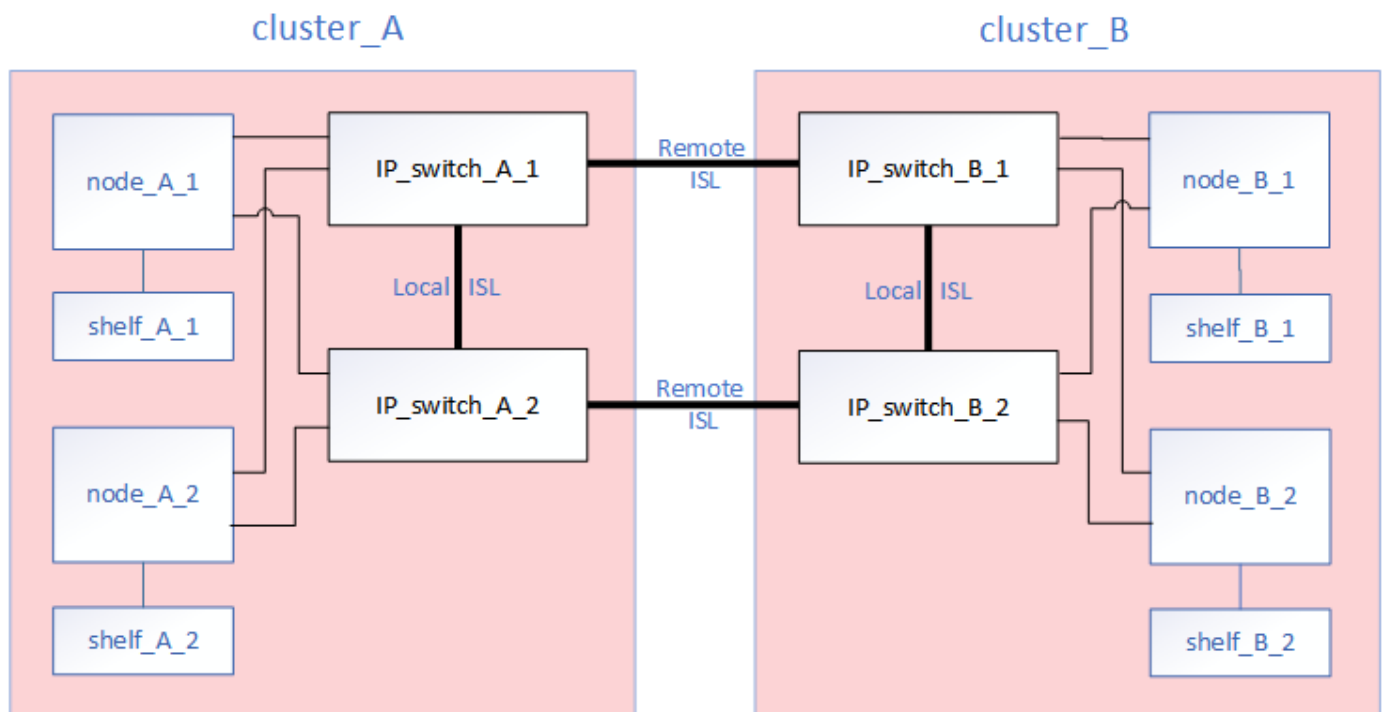 cluster_A
cluster_B
node_A_1
IP_switch_A_1
Remote
ISL
IP_switch_B_1
node_B_1
Local ISL
Local ISL
shelf_A_1
shelf_B_1
IP_switch_A_2
Remote
ISL
IP_switch_B_2
node_A_2
node_B_2
shelf_A_2
shelf_B_2